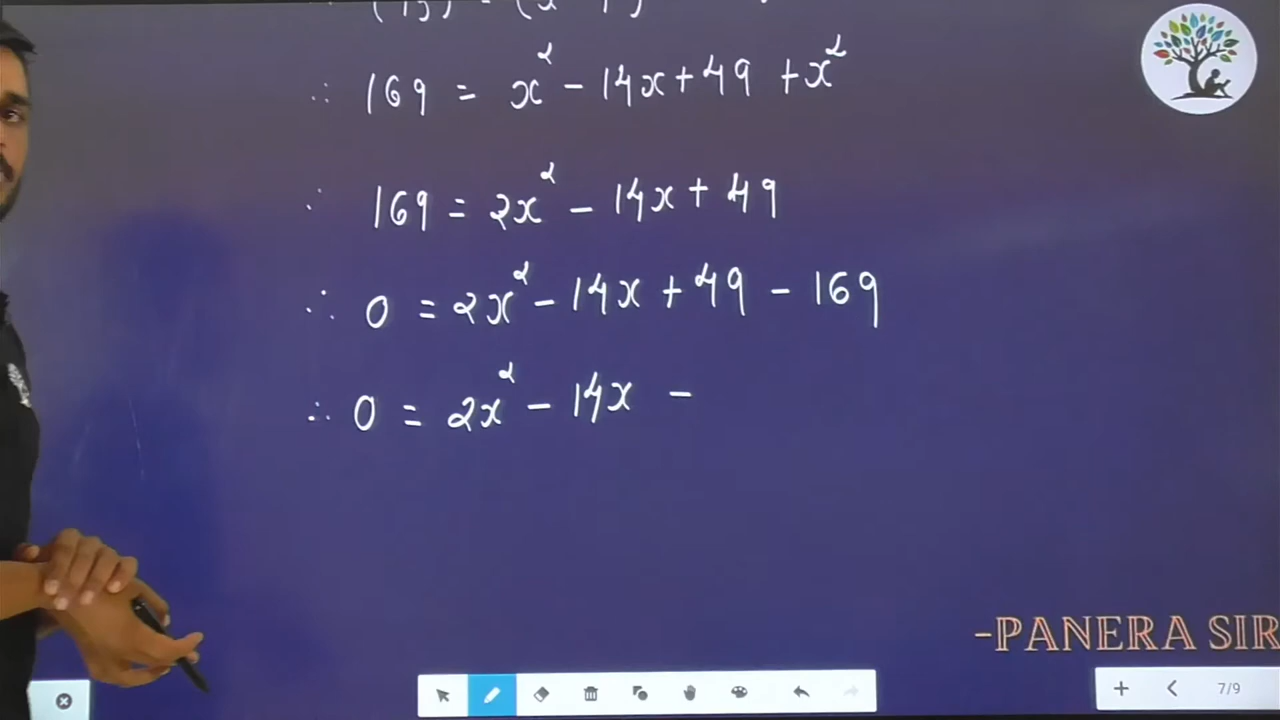 ∴ 169 = x² - 14x + 49 + x²
∴ 169 = 2x² - 14x + 49
∴ 0 = 2x² - 14x + 49 - 169
∴ 0 = 2x² - 14x -
-PANERA SIR
7/9